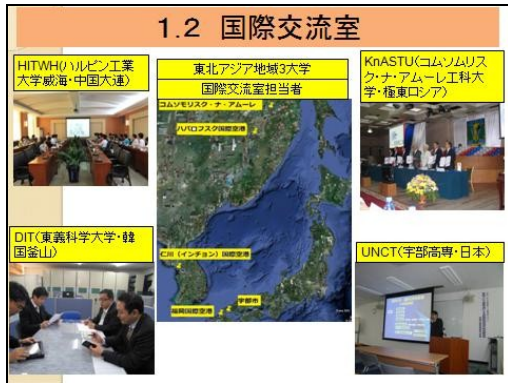 1.2 国際交流室
HITWH(ハルビン工業
大学威海・中国大連)
東北アジア地域3大学
国際交流室担当者
KnASTU(コムソムリス
ク・ナ・アムーレ工科大
学・極東ロシア)
コムソモリスク・ナ・アムーレ
ハバロフスク国際空港
DIT(東義科学大学・韓
国釜山)
仁川(インチョン)国際空港
宇部市
福岡国際空港
UNCT(宇部高専・日本)